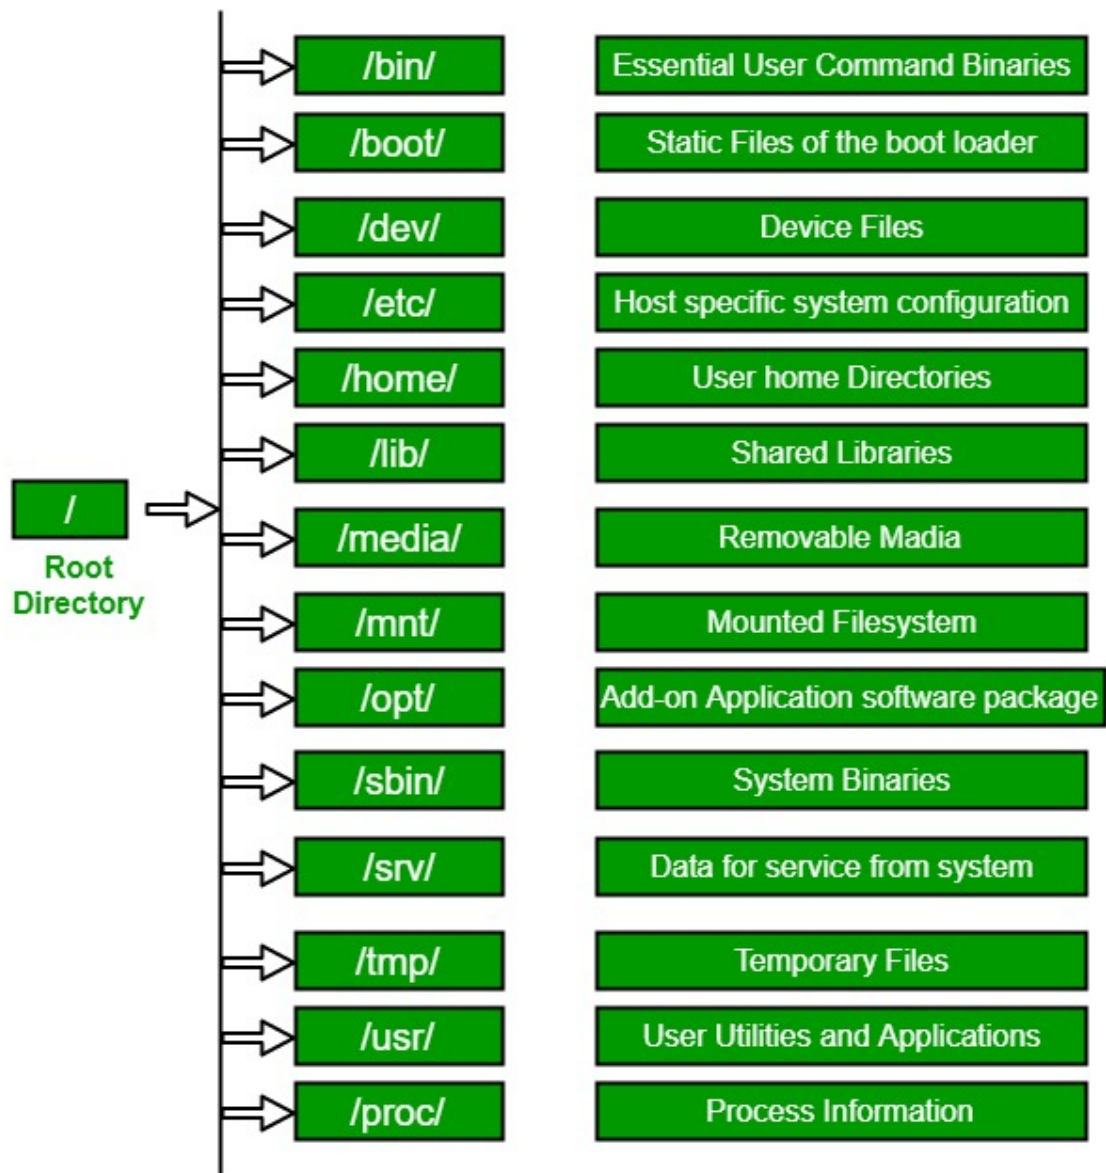 /bin/ Essential User Command Binaries
/boot/ Static Files of the boot loader
/dev/ Device Files
/etc/ Host specific system configuration
/home/ User home Directories
/lib/ Shared Libraries
/
Root
Directory
/media/ Removable Madia
/mnt/ Mounted Filesystem
/opt/ Add-on Application software package
/sbin/ System Binaries
/srv/ Data for service from system
/tmp/ Temporary Files
/usr/ User Utilities and Applications
/proc/ Process Information